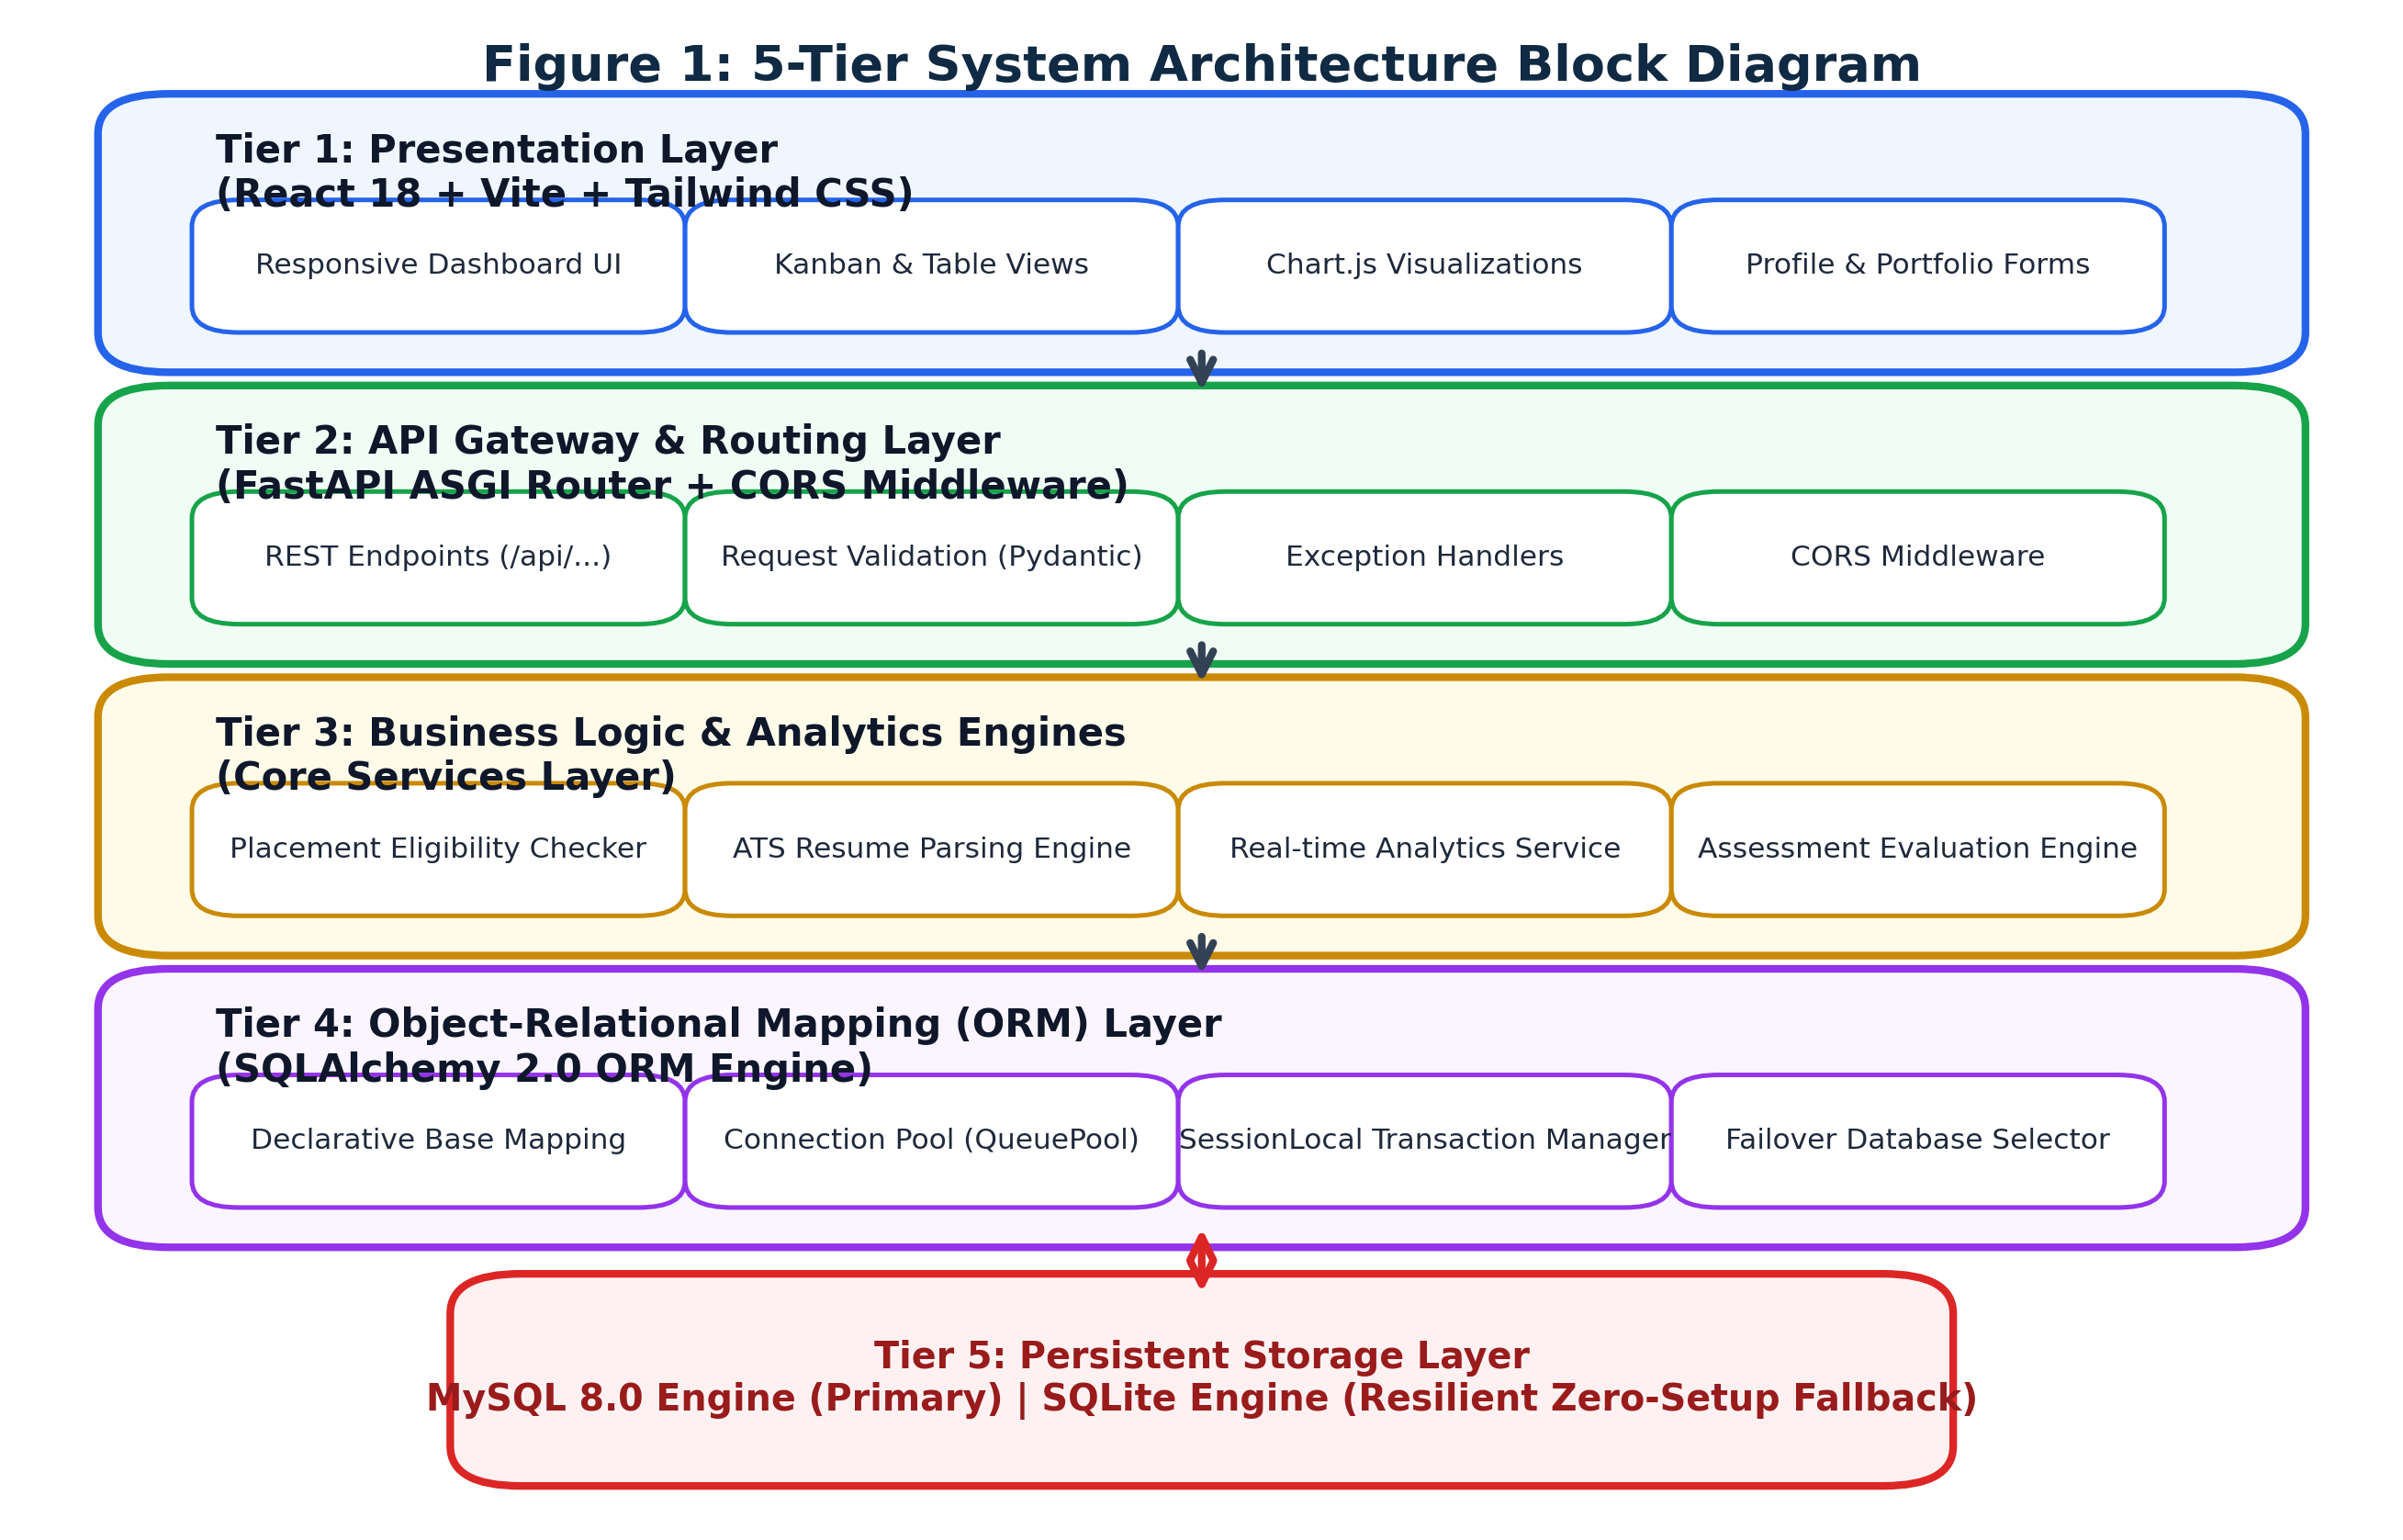 Figure 1: 5-Tier System Architecture Block Diagram
Tier 1: Presentation Layer
(React 18 + Vite + Tailwind CSS)
Responsive Dashboard UI
Kanban & Table Views
Chart.js Visualizations
Profile & Portfolio Forms
Tier 2: API Gateway & Routing Layer
(FastAPI ASGI Router + CORS Middleware)
REST Endpoints (/api/...)
Request Validation (Pydantic)
Exception Handlers
CORS Middleware
Tier 3: Business Logic & Analytics Engines
(Core Services Layer)
Placement Eligibility Checker
ATS Resume Parsing Engine
Real-time Analytics Service
Assessment Evaluation Engine
Tier 4: Object-Relational Mapping (ORM) Layer
(SQLAlchemy 2.0 ORM Engine)
Declarative Base Mapping
Connection Pool (QueuePool)
SessionLocal Transaction Manager
Failover Database Selector
Tier 5: Persistent Storage Layer
MySQL 8.0 Engine (Primary) | SQLite Engine (Resilient Zero-Setup Fallback)